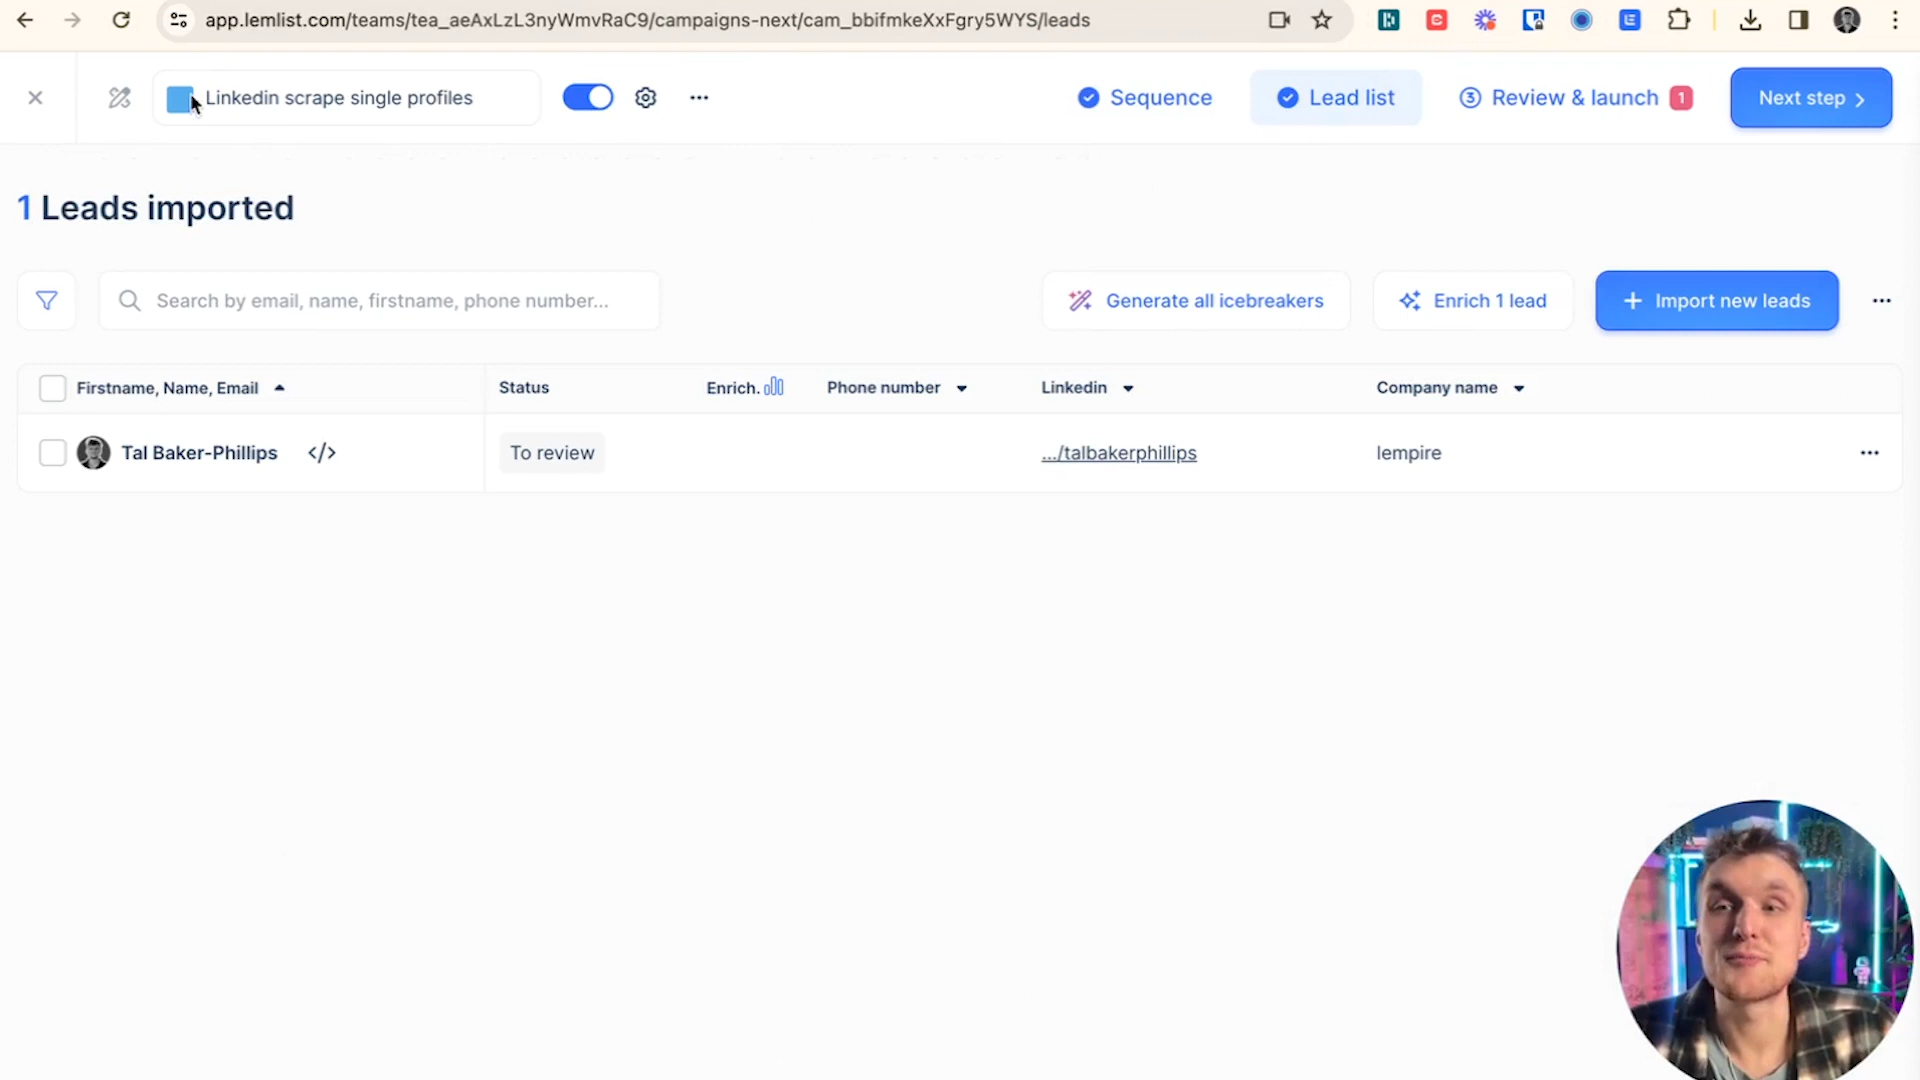 app.lemlist.com/teams/tea_aeAxLzL3nyWmvRaC9/campaigns-next/cam_bbifmkeXxFgry5WYS/leads
Linkedin scrape single profiles
Sequence
Lead list
3 Review & launch 1
Next step
1 Leads imported
Search by email, name, firstname, phone number...
Generate all icebreakers
Enrich 1 lead
+ Import new leads
Firstname, Name, Email
Status
Enrich.
Phone number
Linkedin
Company name
Tal Baker-Phillips </>
To review
.../talbakerphillips
lempire